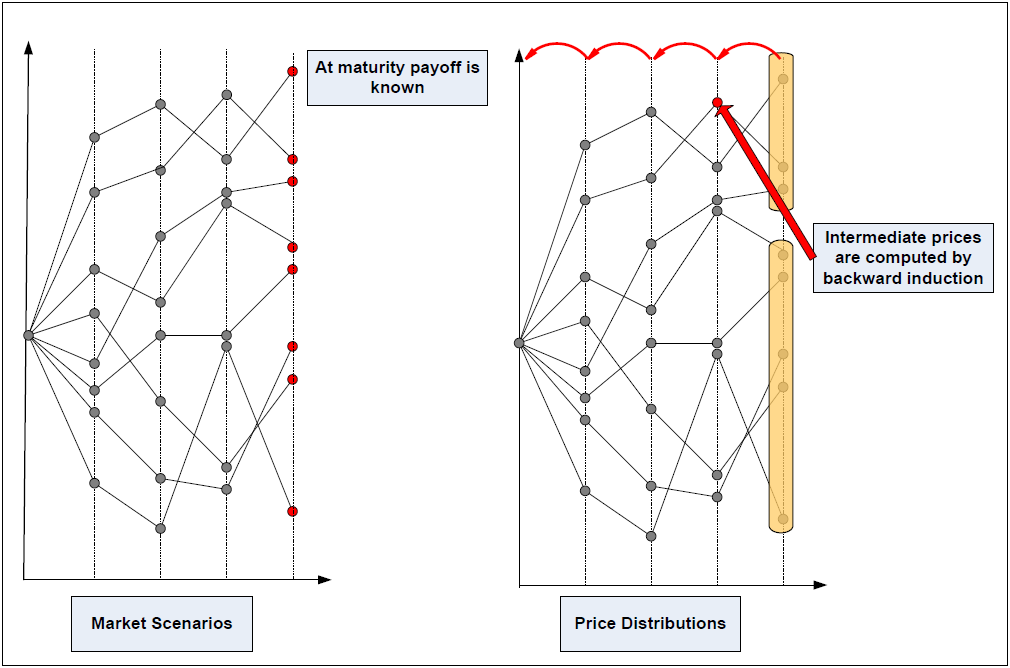 At maturity payoff is
known
Intermediate prices
are computed by
backward induction
Market Scenarios
Price Distributions